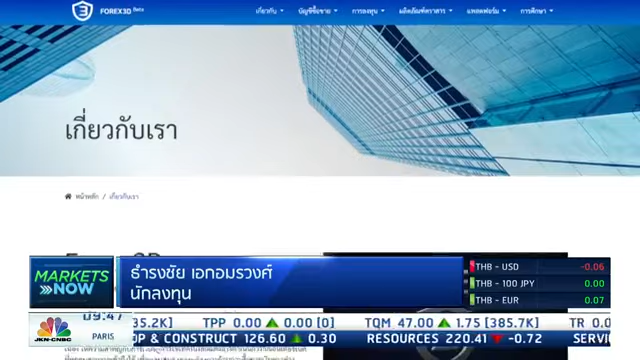 FOREX3D Beta
เกี่ยวกับ บัญชีซื้อขาย การลงทุน ผลิตภัณฑ์ตราสาร แพลตฟอร์ม การศึกษา
เกี่ยวกับเรา
หน้าหลัก / เกี่ยวกับเรา
MARKETS NOW
ธำรงชัย เอกอมรวงศ์
นักลงทุน
THB - USD -0.06
THB - 100 JPY 0.00
THB - EUR 0.07
09.47
PARIS
JKN-CNBC
35.2K] TPP 0.00 0.00 [0] TQM 47.00 1.75 [385.7K] TR 0.0
OP & CONSTRUCT 126.60 0.30 RESOURCES 220.41 -0.72 SERVIC